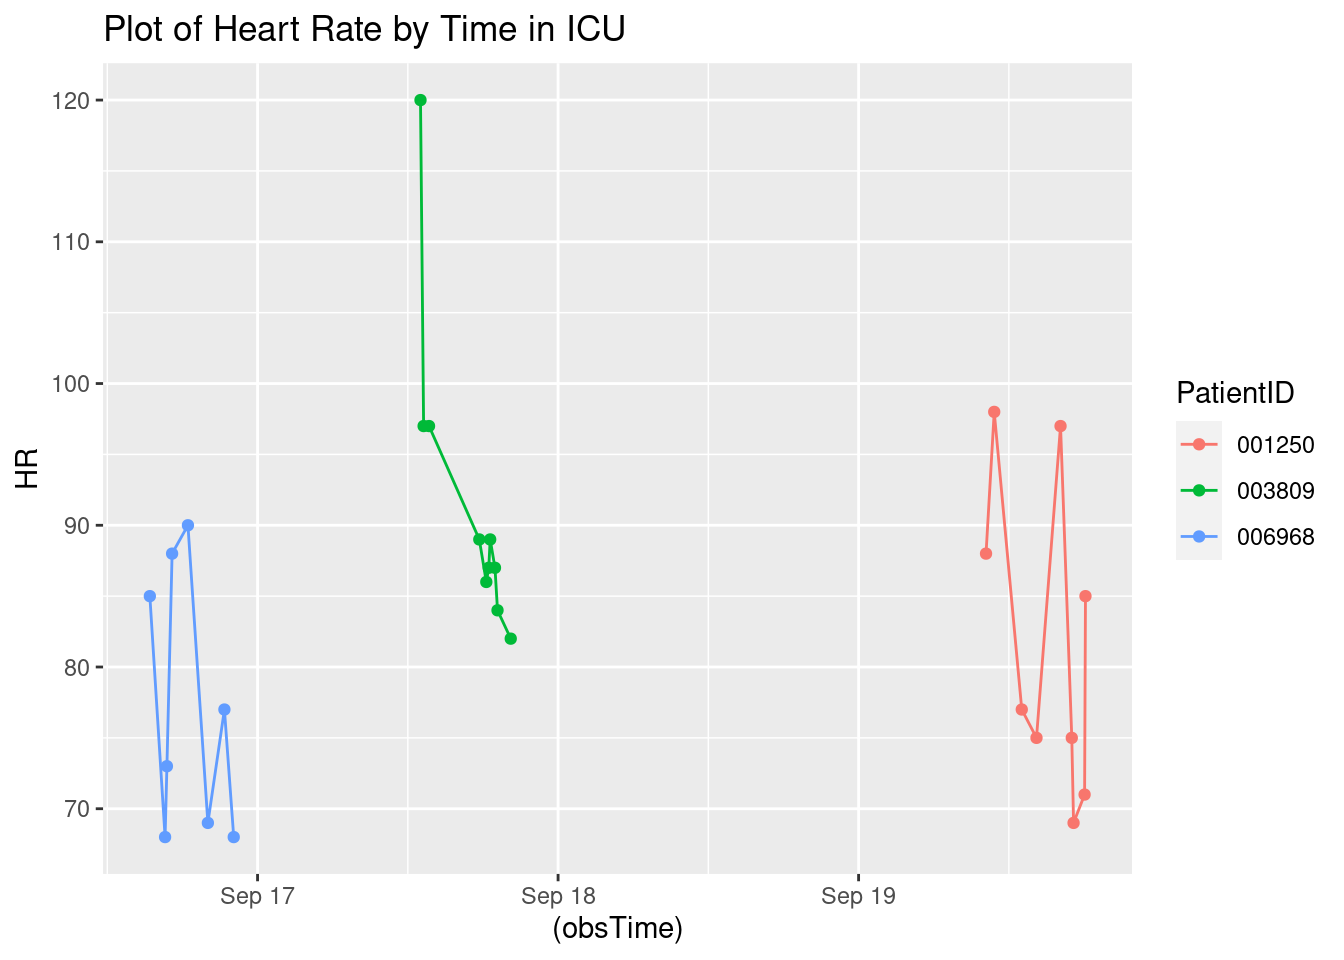 Plot of Heart Rate by Time in ICU
120
110
100
90
80
70
HR
Sep 17
Sep 18
Sep 19
(obsTime)
PatientID
001250
003809
006968